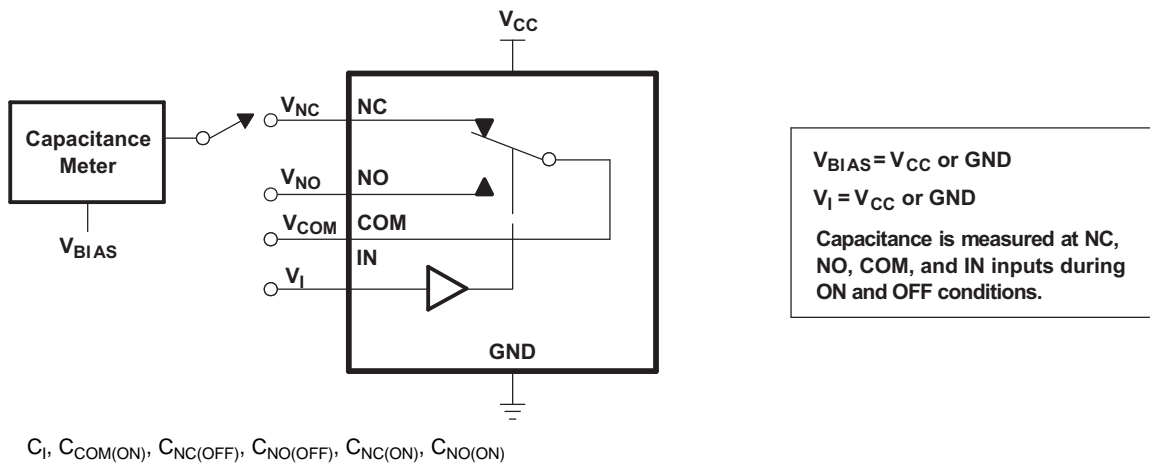 VCC
VNC
NC
Capacitance
Meter
VBIAS
VNO
NO
VCOM
COM
IN
VI
GND
VBIAS = VCC or GND
VI = VCC or GND
Capacitance is measured at NC,
NO, COM, and IN inputs during
ON and OFF conditions.
CI, CCOM(ON), CNC(OFF), CNO(OFF), CNC(ON), CNO(ON)